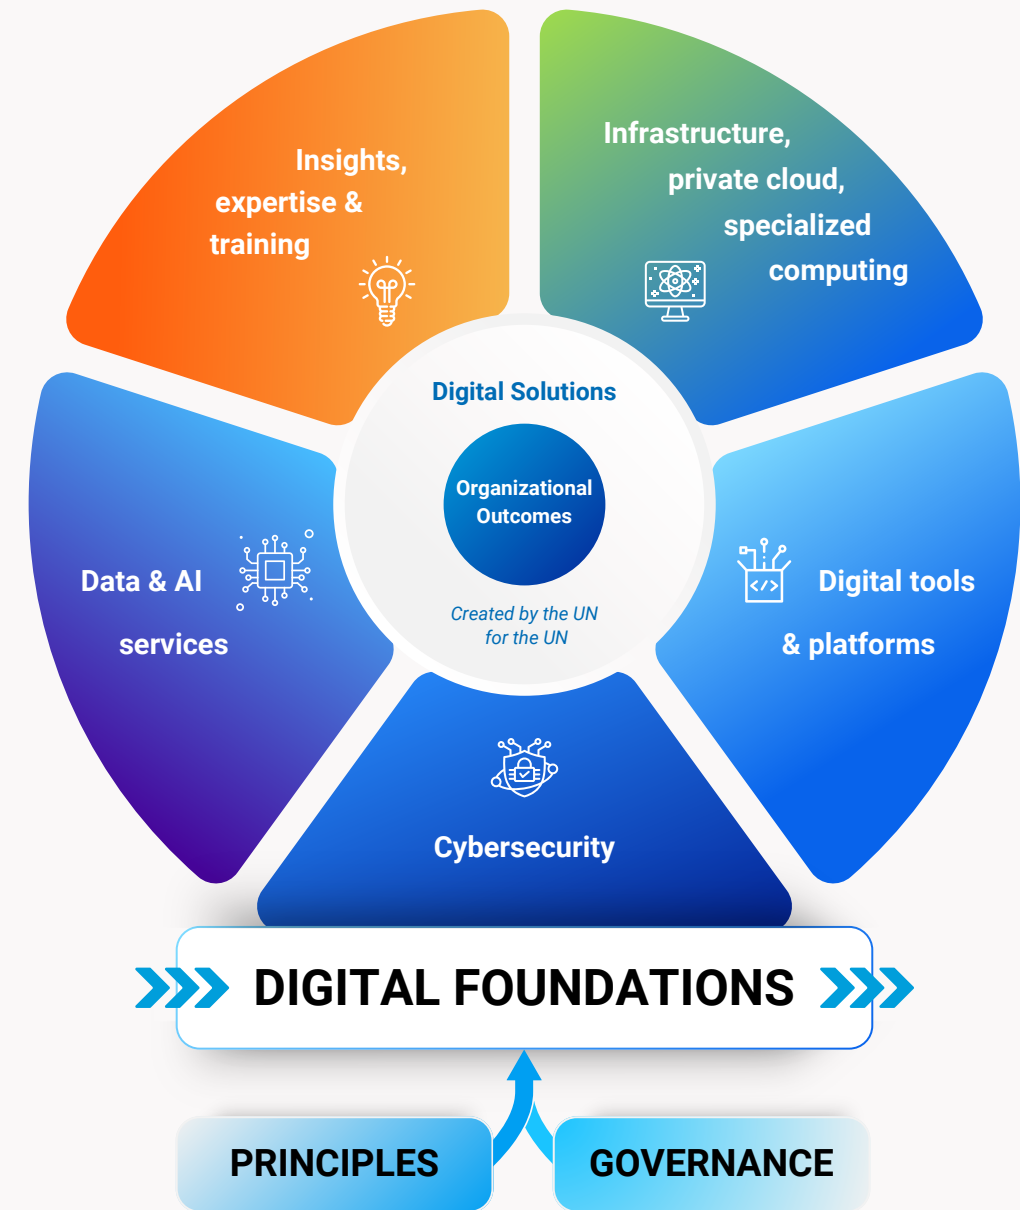 Insights,
expertise &
training
Infrastructure,
private cloud,
specialized
computing
Digital Solutions
Organizational
Outcomes
Created by the UN
for the UN
Data & AI
services
Digital tools
& platforms
Cybersecurity
DIGITAL FOUNDATIONS
PRINCIPLES
GOVERNANCE